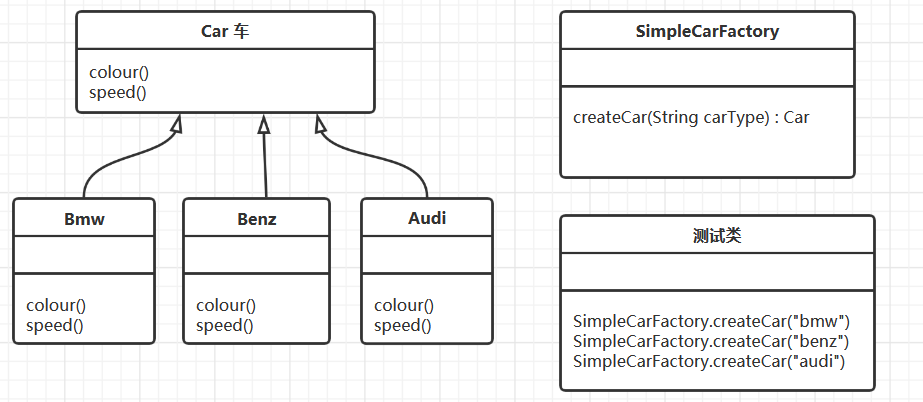 Car 车
colour()
speed()
Bmw
colour()
speed()
Benz
colour()
speed()
Audi
colour()
speed()
SimpleCarFactory
createCar(String carType) : Car
测试类
SimpleCarFactory.createCar("bmw")
SimpleCarFactory.createCar("benz")
SimpleCarFactory.createCar("audi")